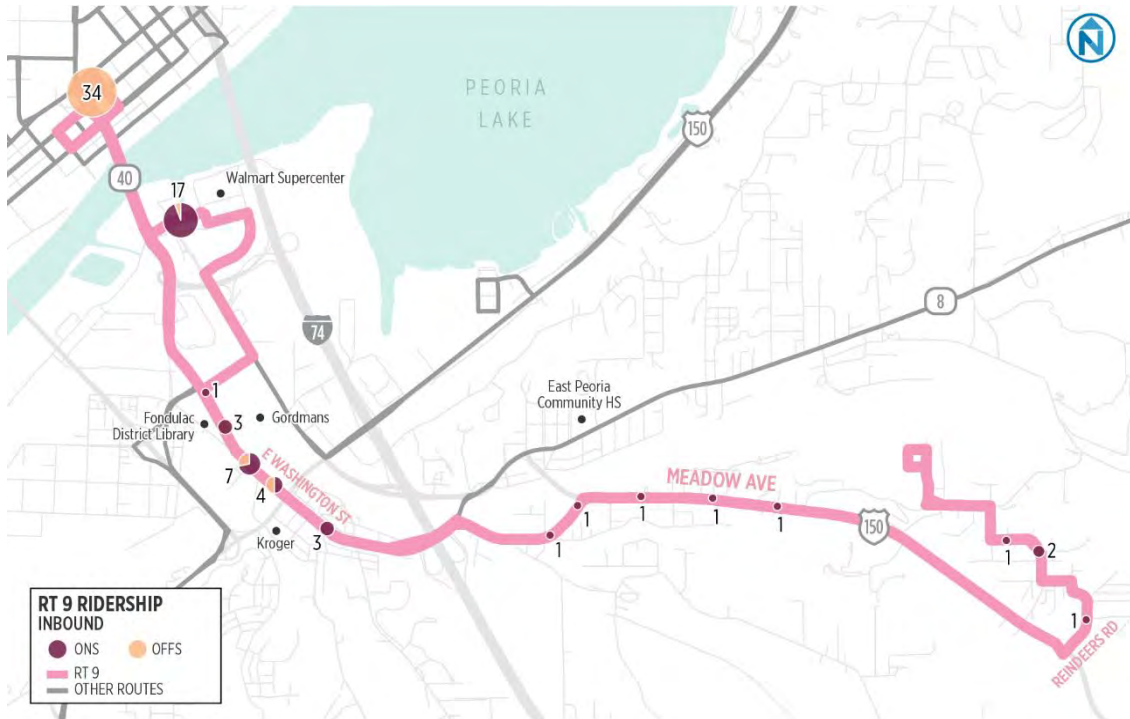 N
34
PEORIA
LAKE
150
40
17
Walmart Supercenter
8
74
1
East Peoria
Community HS
Fondulac
District Library
3
Gordmans
E WASHINGTON ST
7
4
MEADOW AVE
1
1
1
1
150
Kroger
3
1
1
2
1
REINDEERS RD
RT 9 RIDERSHIP
INBOUND
ONS
OFFS
RT 9
OTHER ROUTES